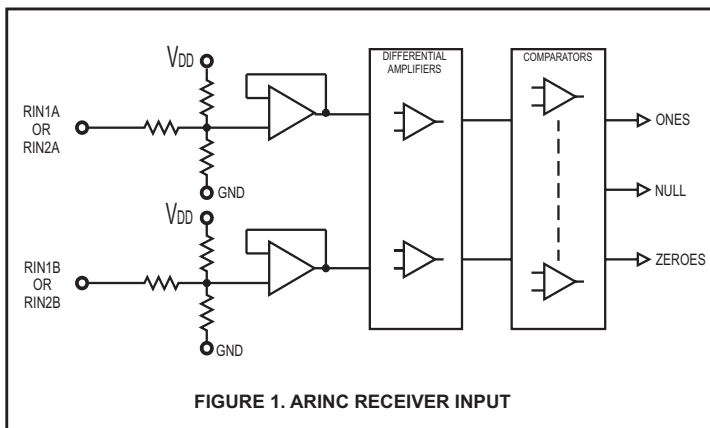 VDD
RIN1A
OR
RIN2A
GND
VDD
RIN1B
OR
RIN2B
GND
DIFFERENTIAL
AMPLIFIERS
COMPARATORS
ONES
NULL
ZEROES
FIGURE 1. ARINC RECEIVER INPUT